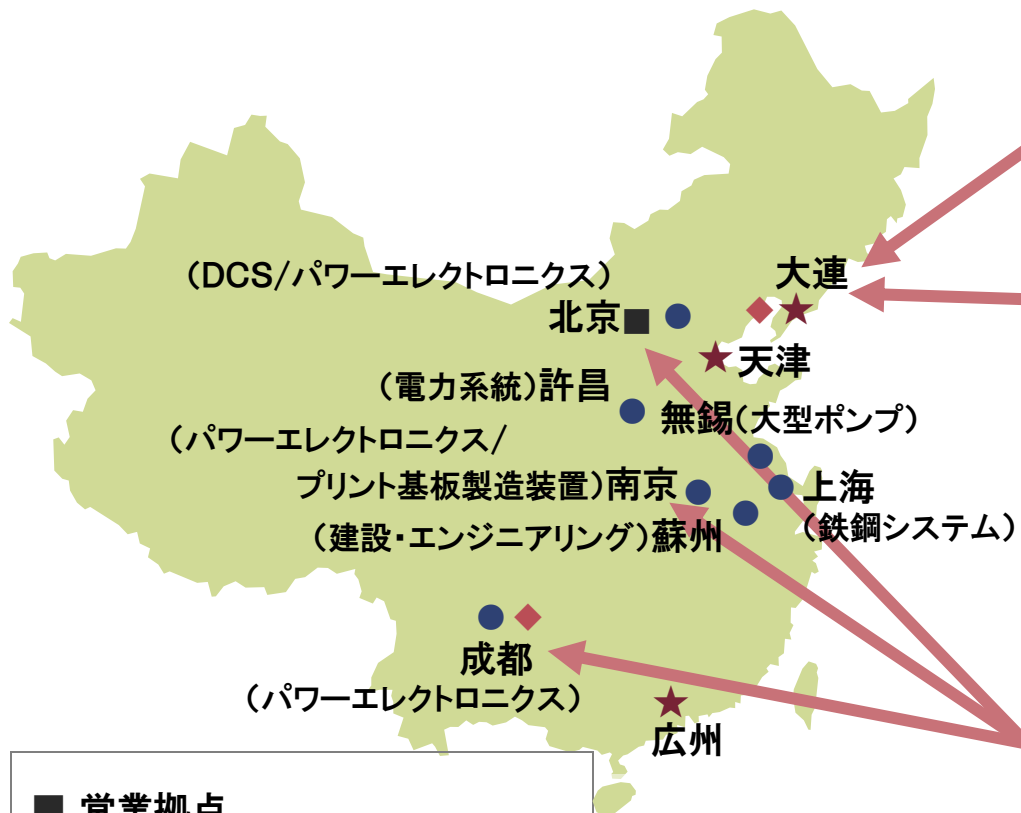 （DCS/パワーエレクトロニクス）
大連
北京
天津
（電力系統）許昌
無錫（大型ポンプ）
（パワーエレクトロニクス/
プリント基板製造装置）南京
上海
（鉄鋼システム）
（建設・エンジニアリング）蘇州
成都
（パワーエレクトロニクス）
広州
営業拠点